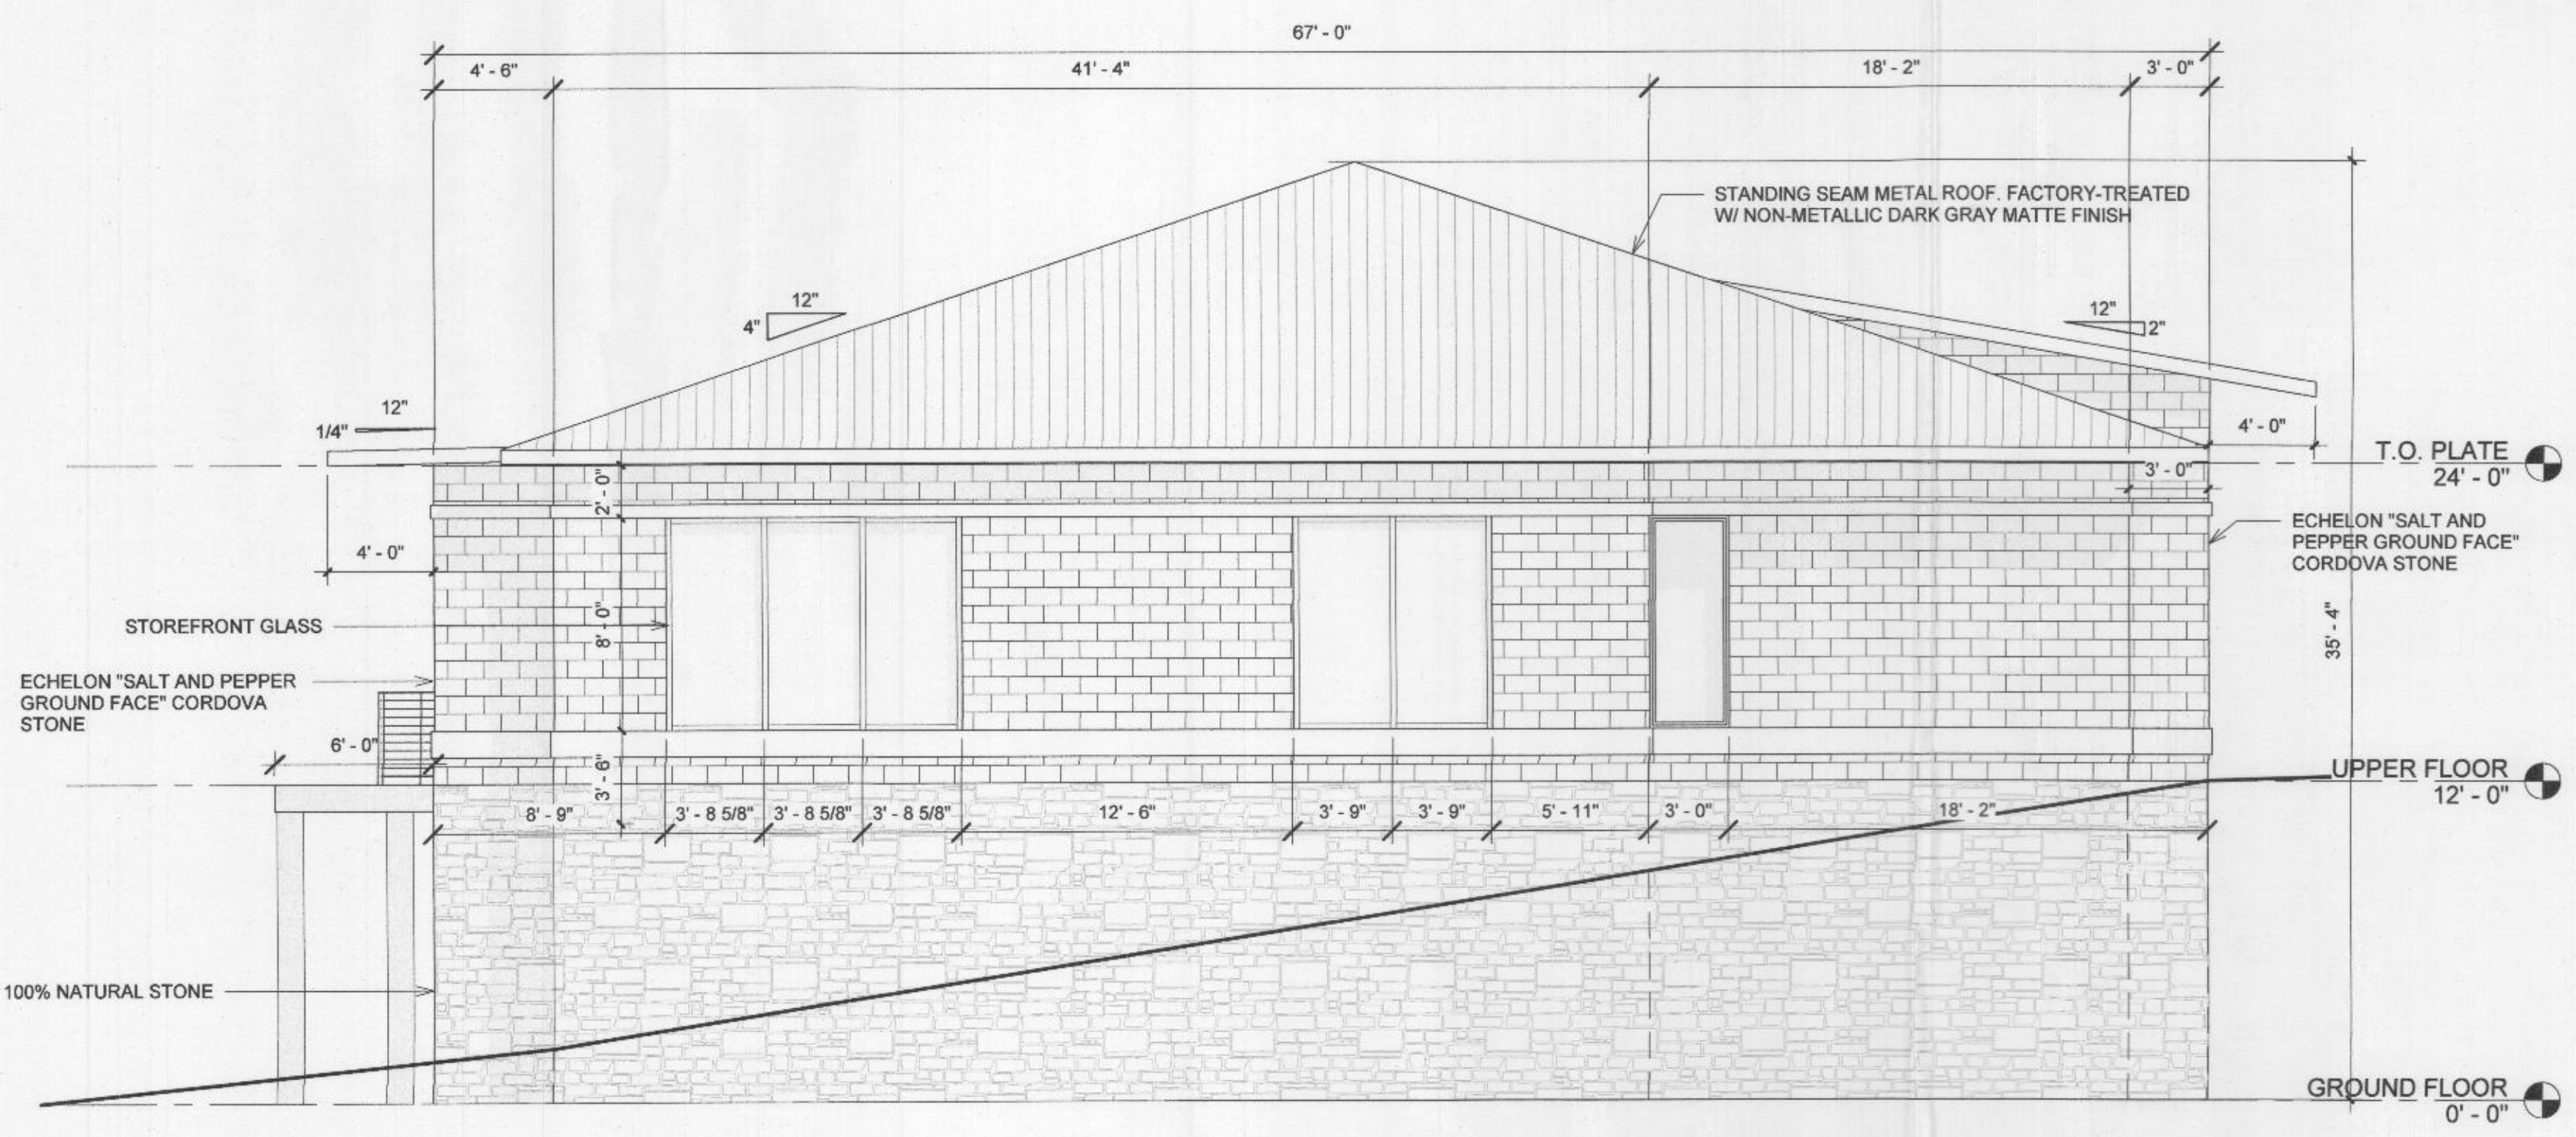 67' - 0"
4' - 6"
41' - 4"
18' - 2"
3' - 0"
STANDING SEAM METAL ROOF. FACTORY-TREATED
W/ NON-METALLIC DARK GRAY MATTE FINISH
12"
4"
12"
2"
12"
1/4"
4' - 0"
T.O. PLATE
24' - 0"
3' - 0"
2' - 0"
ECHELON "SALT AND
PEPPER GROUND FACE"
CORDOVA STONE
4' - 0"
8' - 0"
STOREFRONT GLASS
35' - 4"
ECHELON "SALT AND PEPPER
GROUND FACE" CORDOVA
STONE
6' - 0"
3' - 6"
UPPER FLOOR
12' - 0"
8' - 9"
3' - 8 5/8"
3' - 8 5/8"
3' - 8 5/8"
12' - 6"
3' - 9"
3' - 9"
5' - 11"
3' - 0"
18' - 2"
100% NATURAL STONE
GROUND FLOOR
0' - 0"